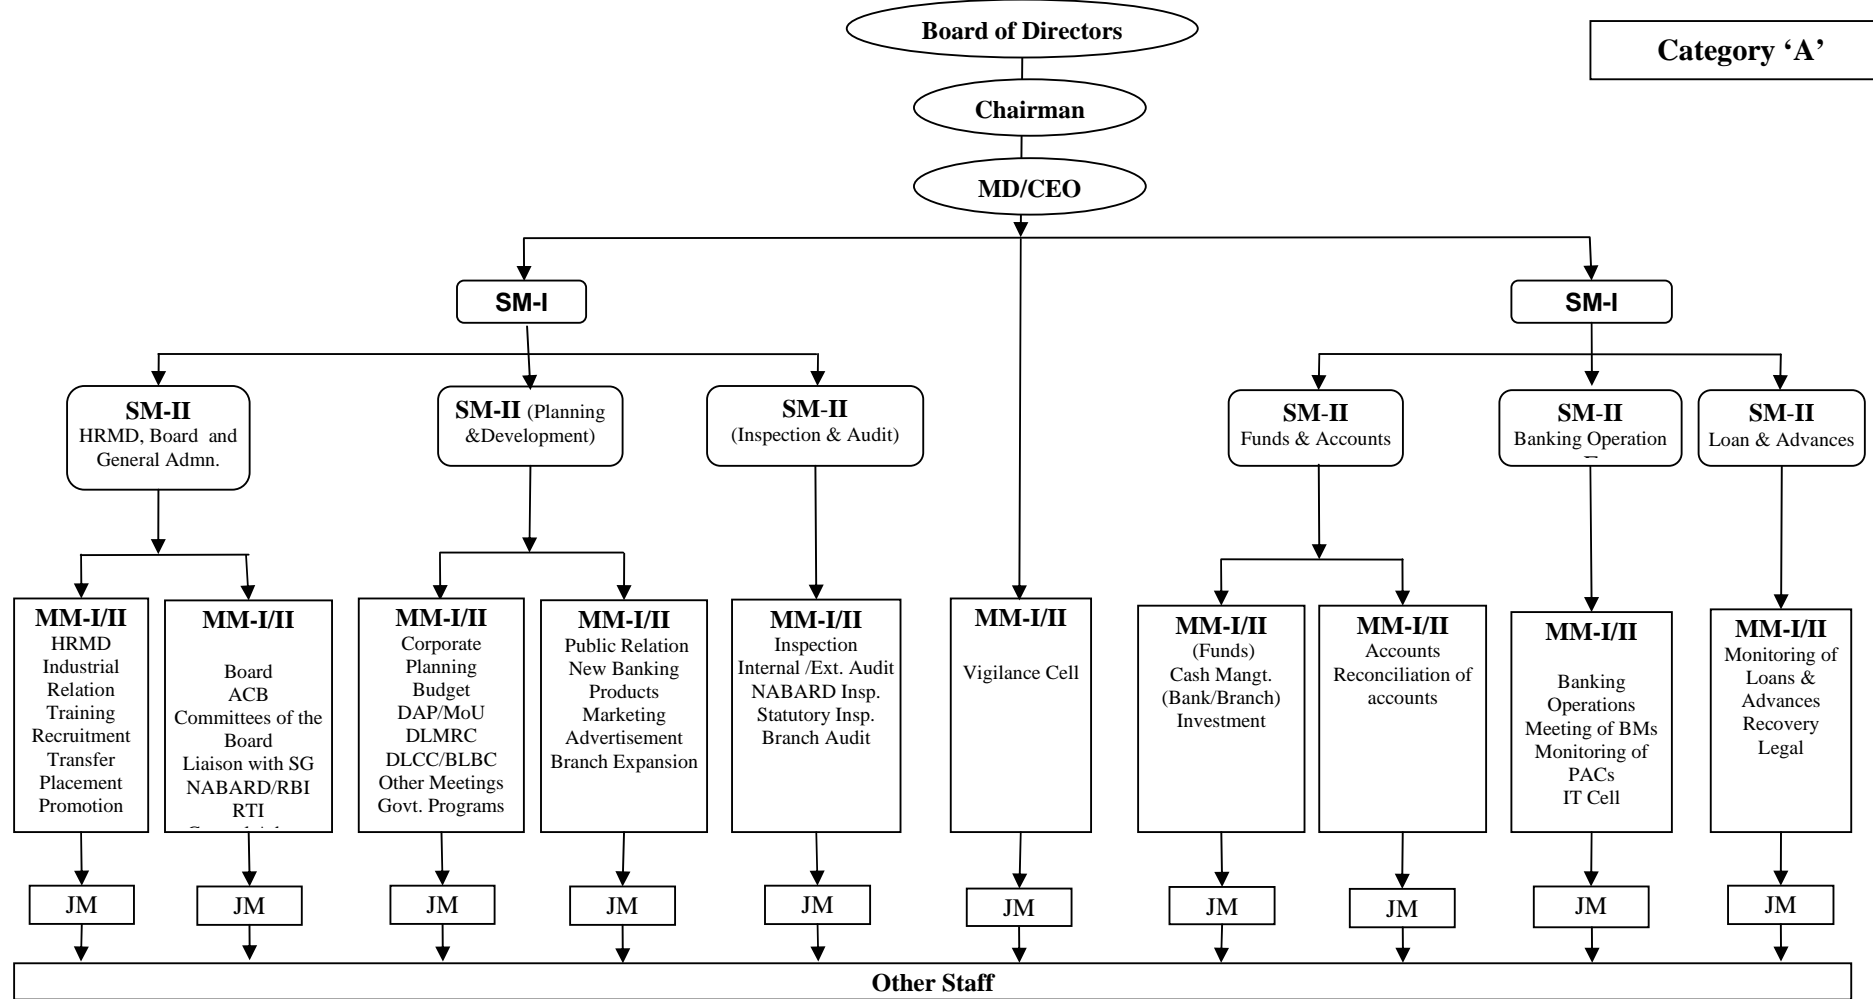 Board of Directors
Category ‘A’
Chairman
MD/CEO
SM-I
SM-I
SM-II
HRMD, Board and
General Admn.
SM-II (Planning
&Development)
SM-II
(Inspection & Audit)
SM-II
Funds & Accounts
SM-II
Banking Operation
SM-II
Loan & Advances
MM-I/II
HRMD
Industrial
Relation
Training
Recruitment
Transfer
Placement
Promotion
MM-I/II
Board
ACB
Committees of the
Board
Liaison with SG
NABARD/RBI
RTI
MM-I/II
Corporate
Planning
Budget
DAP/MoU
DLMRC
DLCC/BLBC
Other Meetings
Govt. Programs
MM-I/II
Public Relation
New Banking
Products
Marketing
Advertisement
Branch Expansion
MM-I/II
Inspection
Internal /Ext. Audit
NABARD Insp.
Statutory Insp.
Branch Audit
MM-I/II
Vigilance Cell
MM-I/II
(Funds)
Cash Mangt.
(Bank/Branch)
Investment
MM-I/II
Accounts
Reconciliation of
accounts
MM-I/II
Banking
Operations
Meeting of BMs
Monitoring of
PACs
IT Cell
MM-I/II
Monitoring of
Loans &
Advances
Recovery
Legal
JM
JM
JM
JM
JM
JM
JM
JM
JM
JM
Other Staff